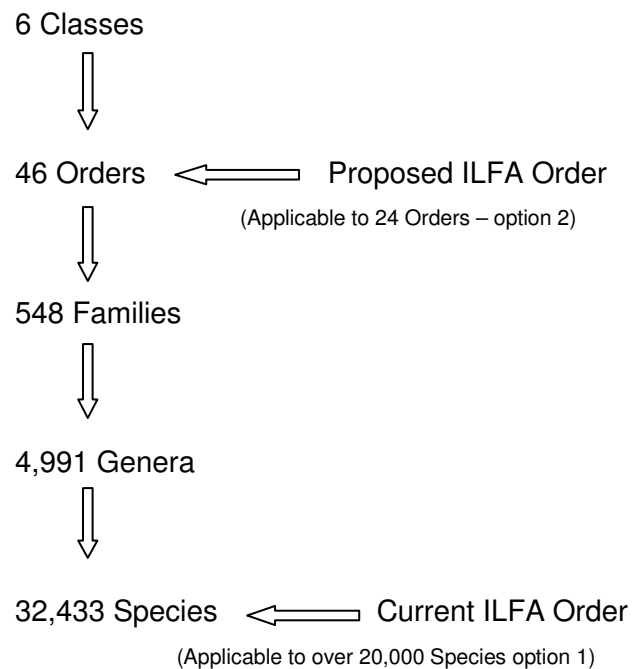 6 Classes
46 Orders Proposed ILFA Order
(Applicable to 24 Orders – option 2)
548 Families
4,991 Genera
32,433 Species Current ILFA Order
(Applicable to over 20,000 Species option 1)